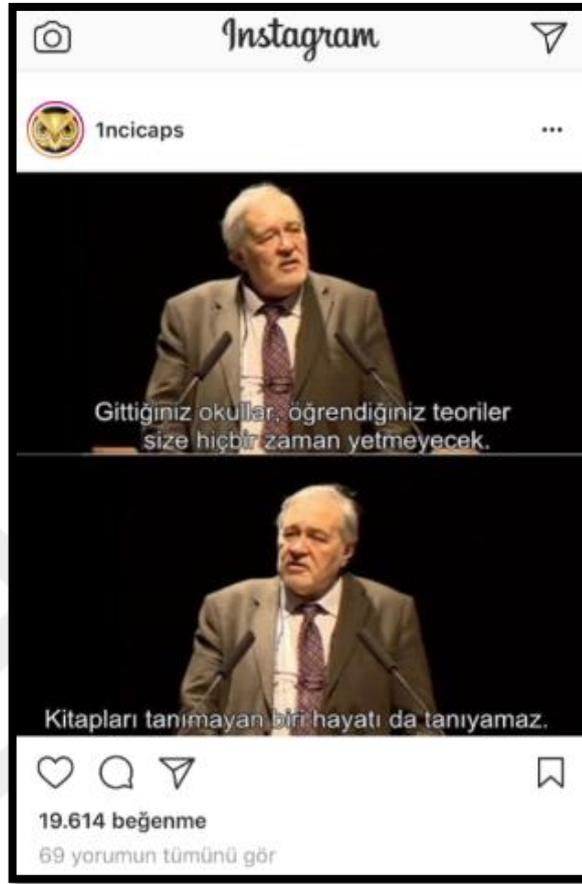 Instagram
1ncicaps
Gittiğiniz okullar, öğrendiğiniz teoriler
size hiçbir zaman yetmeyecek.
Kitapları tanımayan biri hayatı da tanıyamaz.
19.614 beğenme
69 yorumun tümünü gör